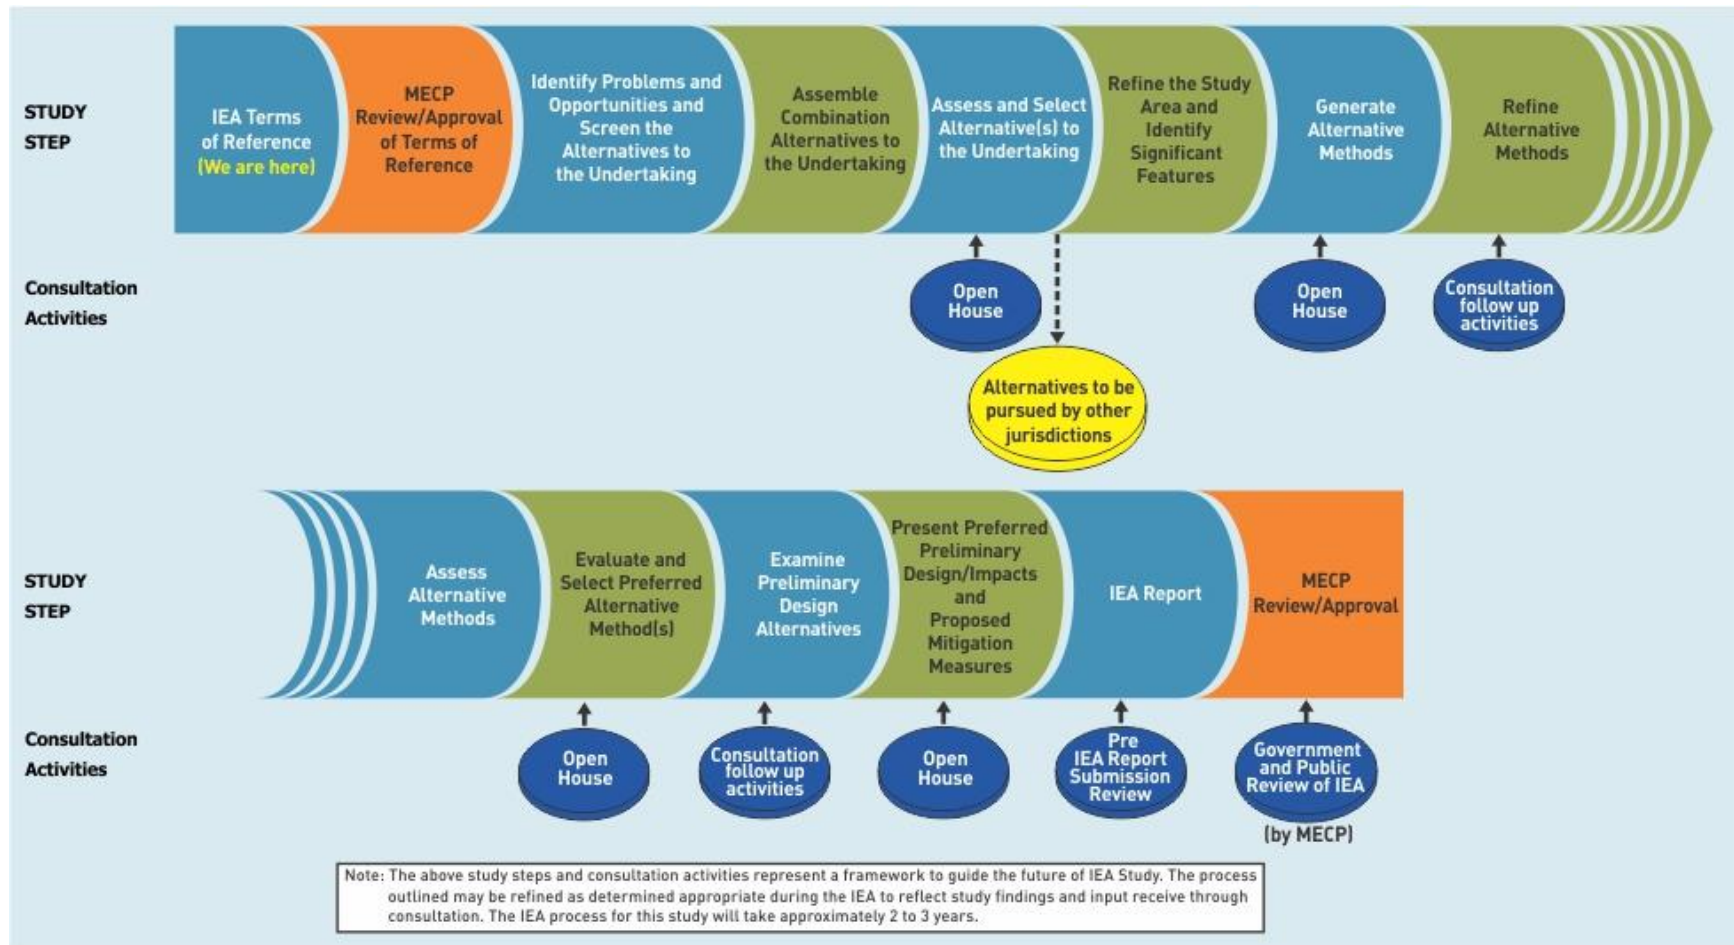 STUDY
STEP
IEA Terms
of Reference
(We are here)
MECP
Review/Approval
of Terms of
Reference
Identify Problems and
Opportunities and
Screen the
Alternatives to
the Undertaking
Assemble
Combination
Alternatives to
the Undertaking
Assess and Select
Alternative(s) to
the Undertaking
Refine the Study
Area and
Identify
Significant
Features
Generate
Alternative
Methods
Refine
Alternative
Methods
Consultation
Activities
Open
House
Open
House
Consultation
follow up
activities
Alternatives to be
pursued by other
jurisdictions
STUDY
STEP
Assess
Alternative
Methods
Evaluate and
Select Preferred
Alternative
Method(s)
Examine
Preliminary
Design
Alternatives
Present Preferred
Preliminary
Design/Impacts
and
Proposed
Mitigation
Measures
IEA Report
MECP
Review/Approval
Consultation
Activities
Open
House
Consultation
follow up
activities
Open
House
Pre
IEA Report
Submission
Review
Government
and Public
Review of IEA
(by MECP)
Note: The above study steps and consultation activities represent a framework to guide the future of IEA Study. The process
outlined may be refined as determined appropriate during the IEA to reflect study findings and input receive through
consultation. The IEA process for this study will take approximately 2 to 3 years.